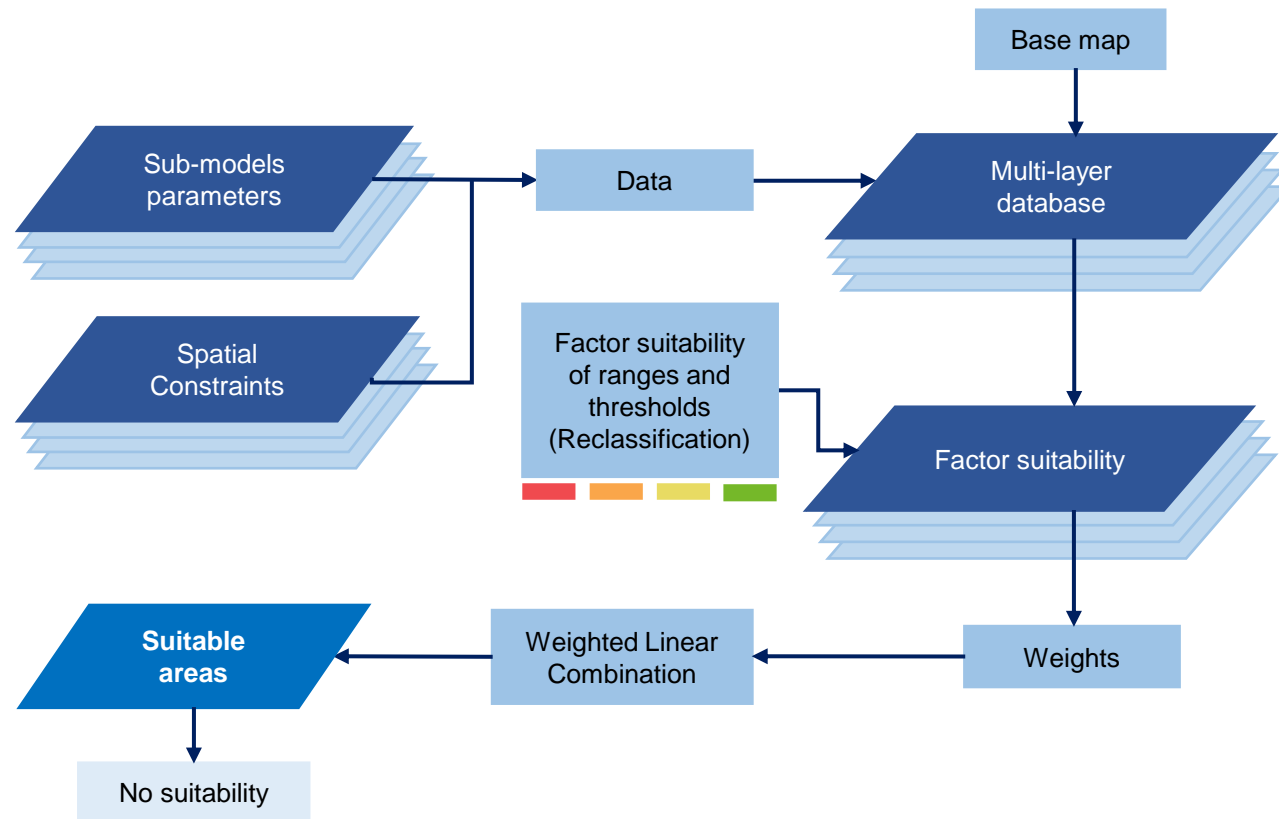 Base map
Sub-models
parameters
Data
Multi-layer
database
Spatial
Constraints
Factor suitability
of ranges and
thresholds
(Reclassification)
Factor suitability
Suitable
areas
Weighted Linear
Combination
Weights
No suitability